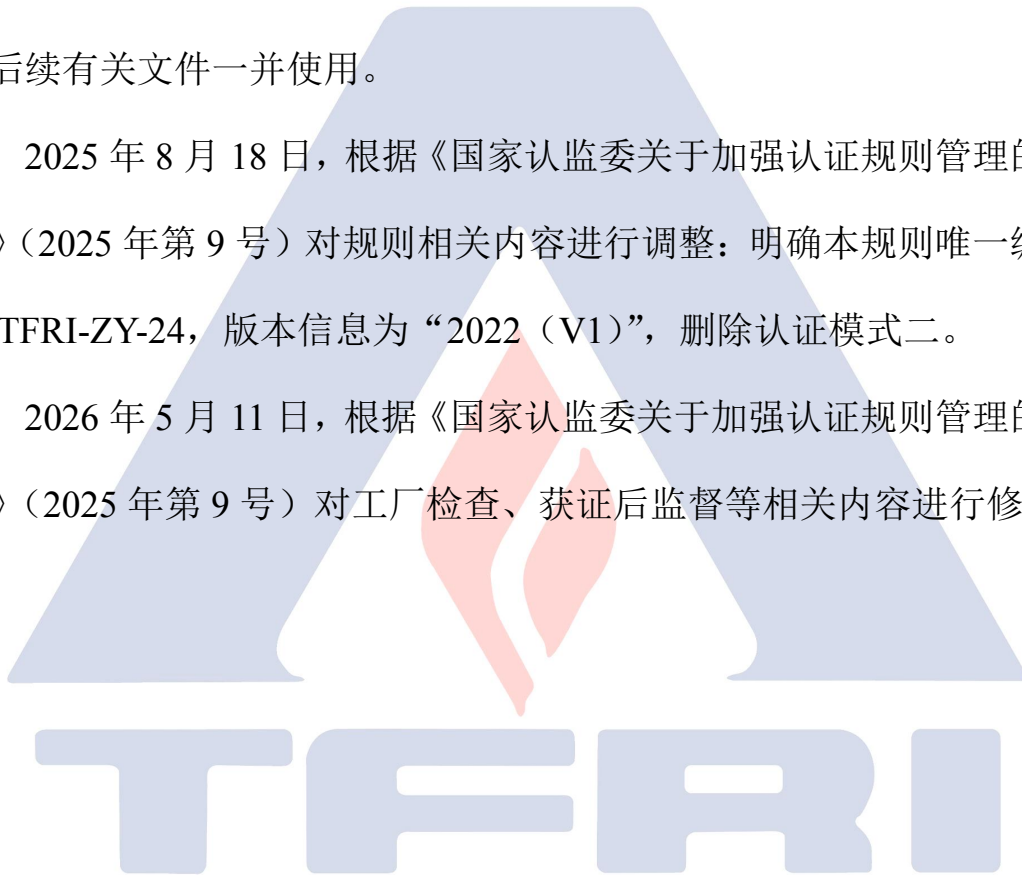 后续有关文件一并使用。
2025 年 8 月 18 日，根据《国家认监委关于加强认证规则管理的
》（2025 年第 9 号）对规则相关内容进行调整：明确本规则唯一编
TFRI-ZY-24，版本信息为“2022（V1）”，删除认证模式二。
2026 年 5 月 11 日，根据《国家认监委关于加强认证规则管理的
》（2025 年第 9 号）对工厂检查、获证后监督等相关内容进行修
TFRI